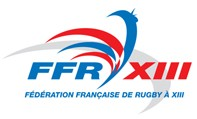 FFR XIII
FÉDÉRATION FRANÇAISE DE RUGBY À XIII